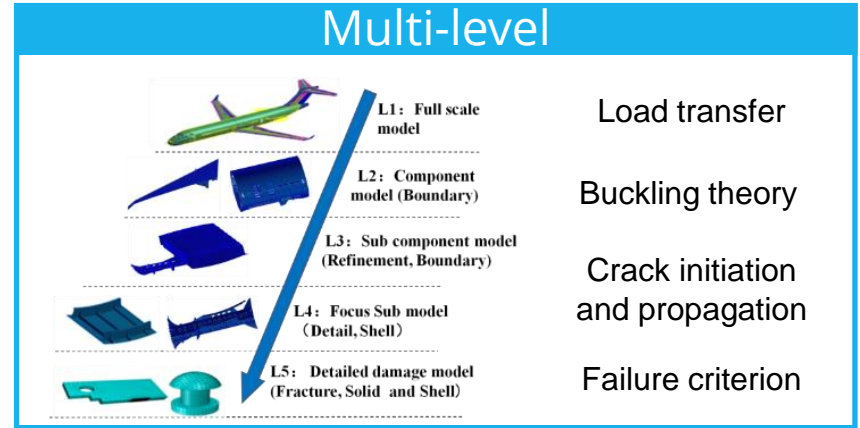 Multi-level
L1：Full scale
model
Load transfer
L2：Component
model (Boundary)
Buckling theory
L3：Sub component model
(Refinement, Boundary)
Crack initiation
and propagation
L4：Focus Sub model
（Detail, Shell）
L5：Detailed damage model
(Fracture, Solid and Shell)
Failure criterion